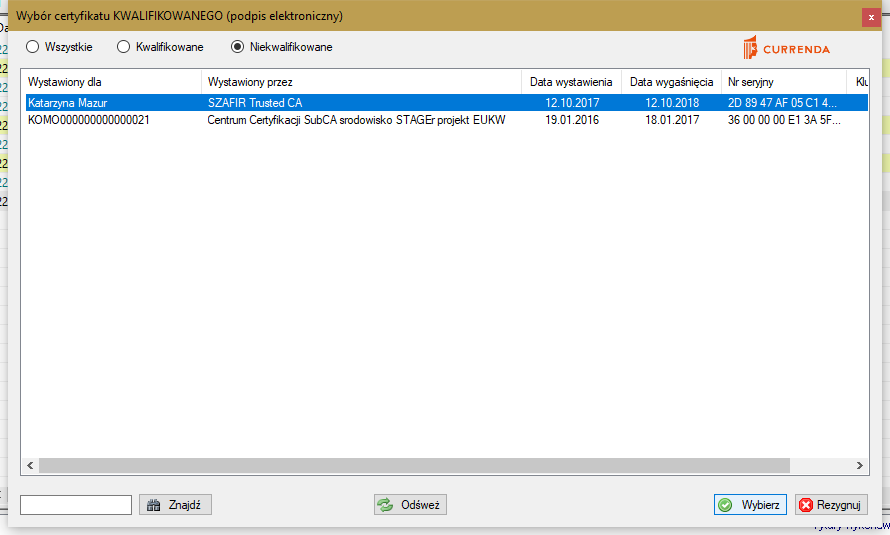 Wybór certyfikatu KWALIFIKOWANEGO (podpis elektroniczny)
x
Wszystkie Kwalifikowane Niekwalifikowane
CURRENDA
Wystawiony dla Wystawiony przez Data wystawienia Data wygaśnięcia Nr seryjny Klu
Katarzyna Mazur SZAFIR Trusted CA 12.10.2017 12.10.2018 2D 89 47 AF 05 C1 4...
KOMO000000000000021 Centrum Certyfikacji SubCA srodowisko STAGEr projekt EUKW 19.01.2016 18.01.2017 36 00 00 00 E1 3A 5F...
Znajdź Odśwież Wybierz Rezygnuj